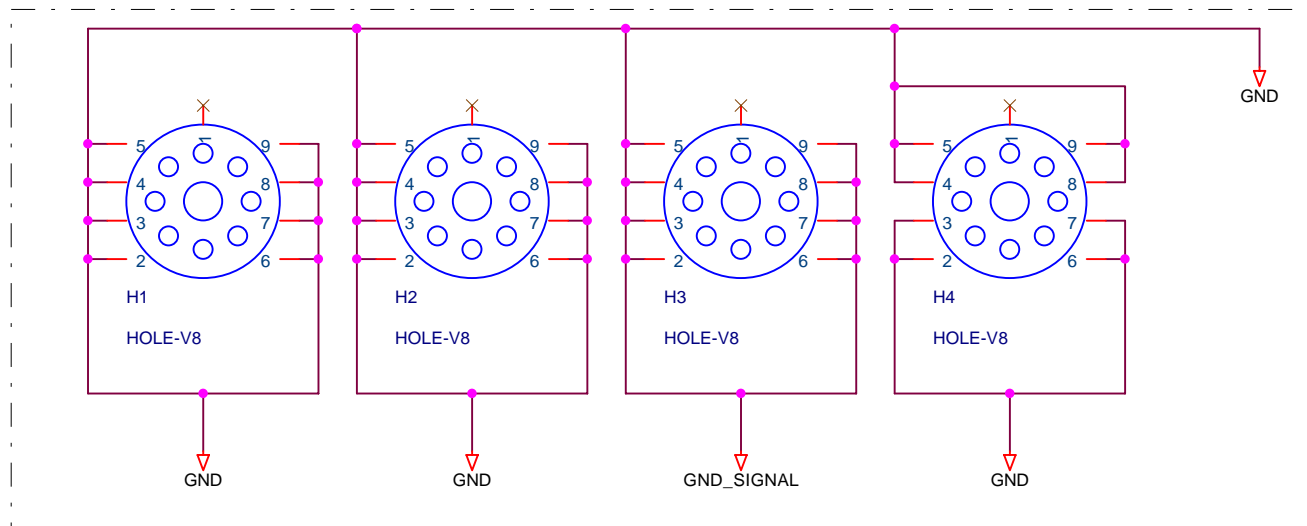 GND
1
5 9
4 8
3 7
2 6
H1
HOLE-V8
GND
1
5 9
4 8
3 7
2 6
H2
HOLE-V8
GND
1
5 9
4 8
3 7
2 6
H3
HOLE-V8
GND_SIGNAL
1
5 9
4 8
3 7
2 6
H4
HOLE-V8
GND